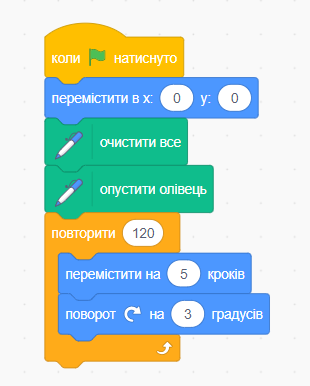 коли натиснуто
перемістити в x: 0 y: 0
очистити все
опустити олівець
повторити 120
перемістити на 5 кроків
поворот на 3 градусів